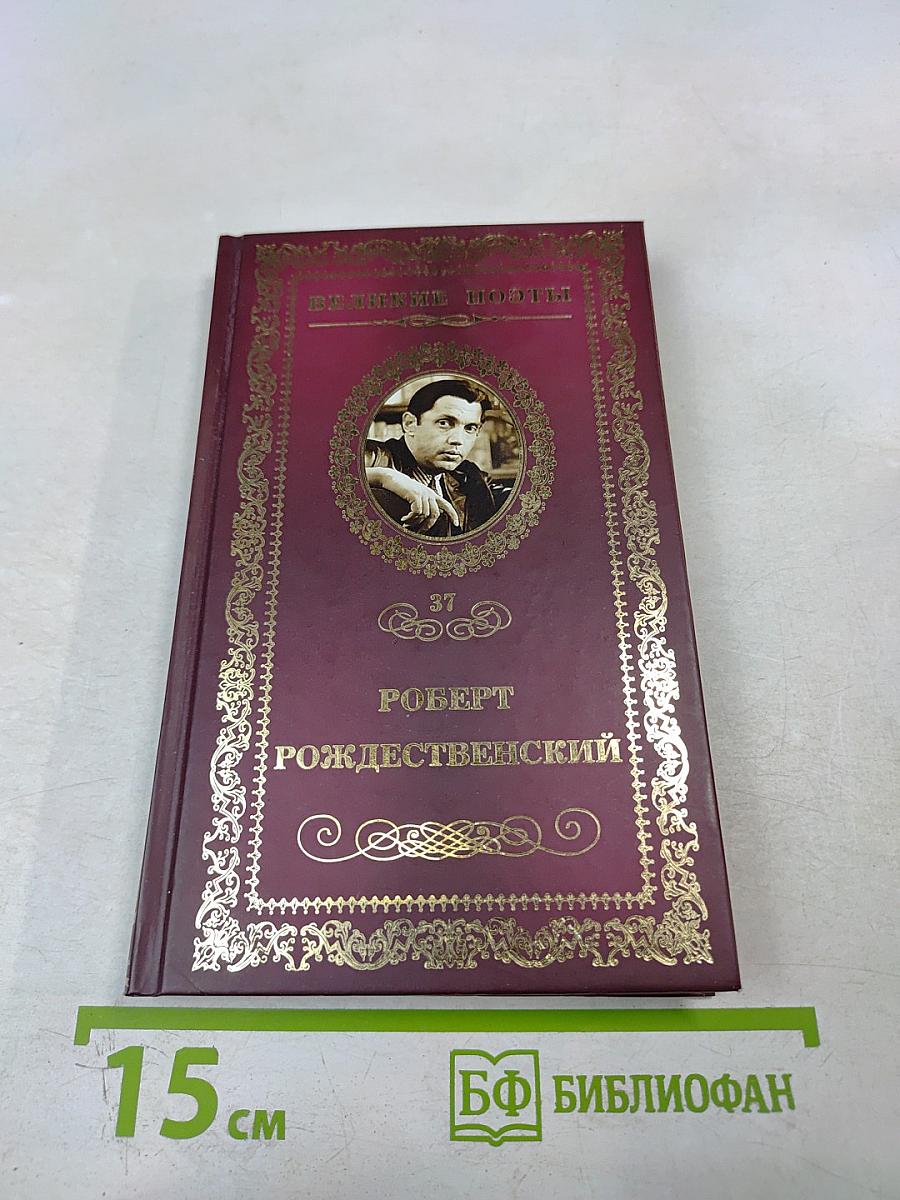 ВЕЛИКИЕ ПОЭТЫ
37
РОБЕРТ
РОЖДЕСТВЕНСКИЙ
15 см
БФ БИБЛИОФАН